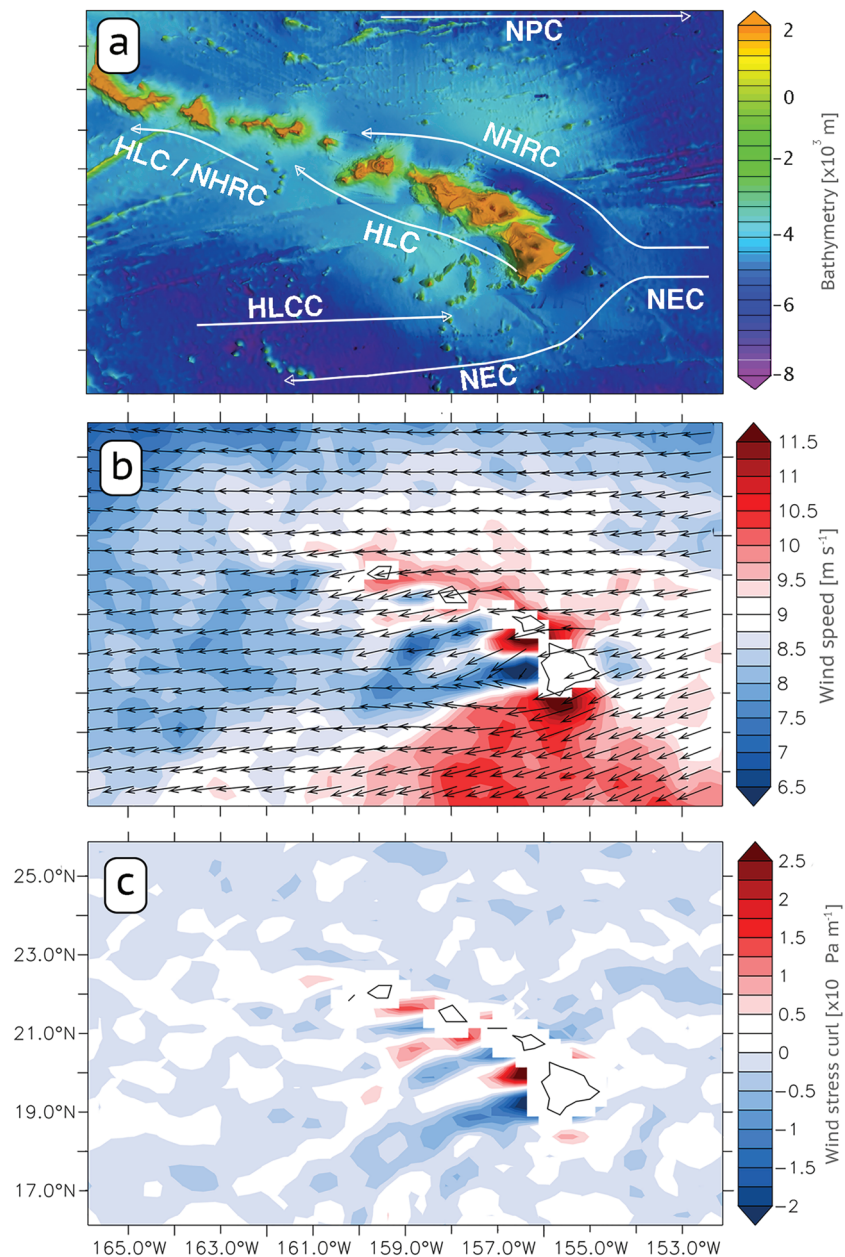 a
NPC
NHRC
HLC / NHRC
HLC
HLCC
NEC
NEC
2
0
−2
−4
−6
−8
Bathymetry [x10³ m]
b
11.5
11
10.5
10
9.5
9
8.5
8
7.5
7
6.5
Wind speed [m s⁻¹]
c
25.0°N
23.0°N
21.0°N
19.0°N
17.0°N
165.0°W
163.0°W
161.0°W
159.0°W
157.0°W
155.0°W
153.0°W
2.5
2
1.5
1
0.5
0
−0.5
−1
−1.5
−2
Wind stress curl [x10 Pa m⁻¹]